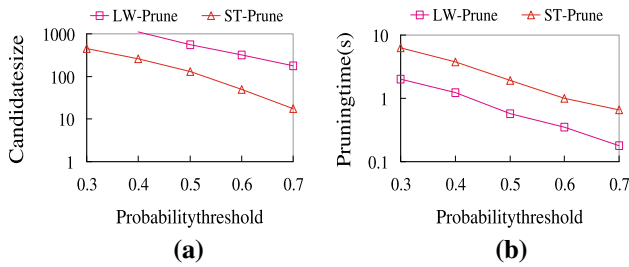 LW-Prune ST-Prune
Candidatesize
1000
100
10
1
0.3 0.4 0.5 0.6 0.7
Probabilitythreshold
(a)
LW-Prune ST-Prune
Pruningtime(s)
10
1
0.1
0.3 0.4 0.5 0.6 0.7
Probabilitythreshold
(b)